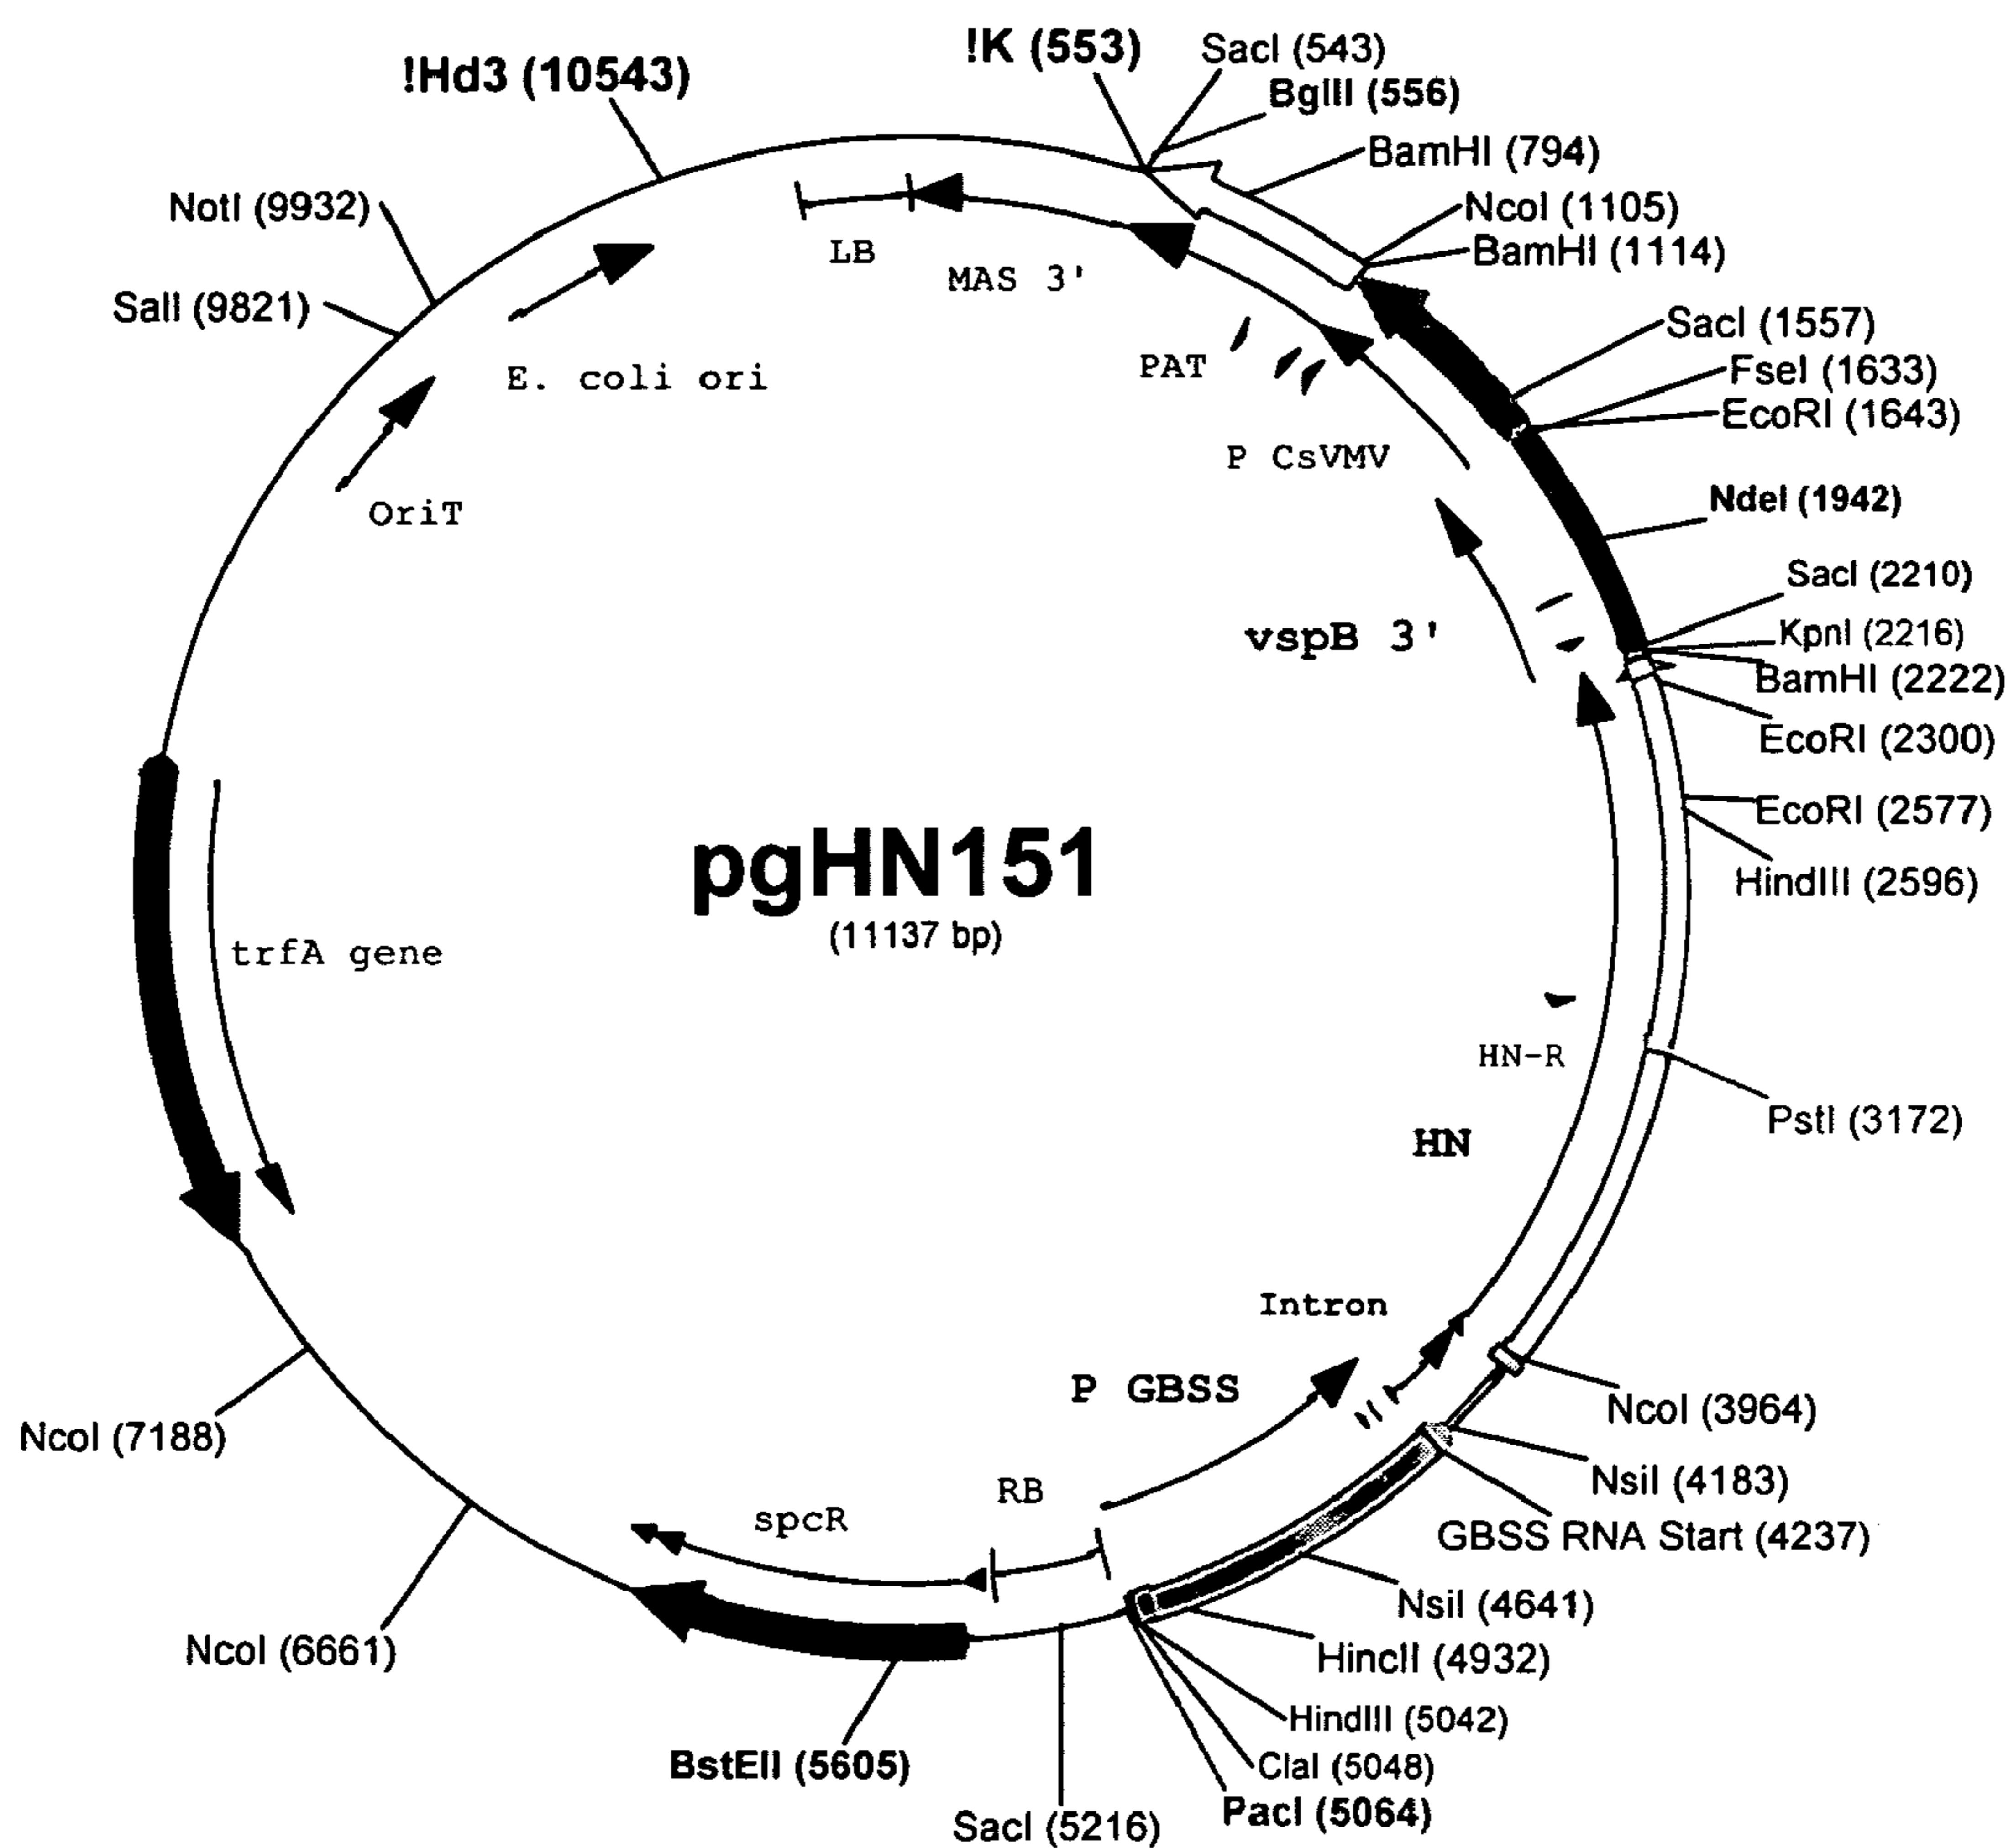 !K (553)
SacI (543)
!Hd3 (10543)
BglII (556)
BamHI (794)
NotI (9932)
NcoI (1105)
LB
BamHI (1114)
MAS 3'
SalI (9821)
SacI (1557)
PAT
FseI (1633)
E. coli ori
EcoRI (1643)
P CsVMV
NdeI (1942)
OriT
SacI (2210)
vspB 3'
KpnI (2216)
BamHI (2222)
EcoRI (2300)
EcoRI (2577)
pgHN151
HindIII (2596)
(11137 bp)
trfA gene
HN-R
PstI (3172)
HN
Intron
P GBSS
NcoI (3964)
NcoI (7188)
NsiI (4183)
RB
spcR
GBSS RNA Start (4237)
NsiI (4641)
NcoI (6661)
HincII (4932)
HindIII (5042)
BstEII (5605)
ClaI (5048)
PacI (5064)
SacI (5216)